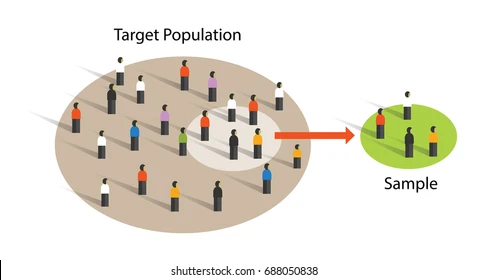 Target Population
Sample
shutterstock.com · 688050838